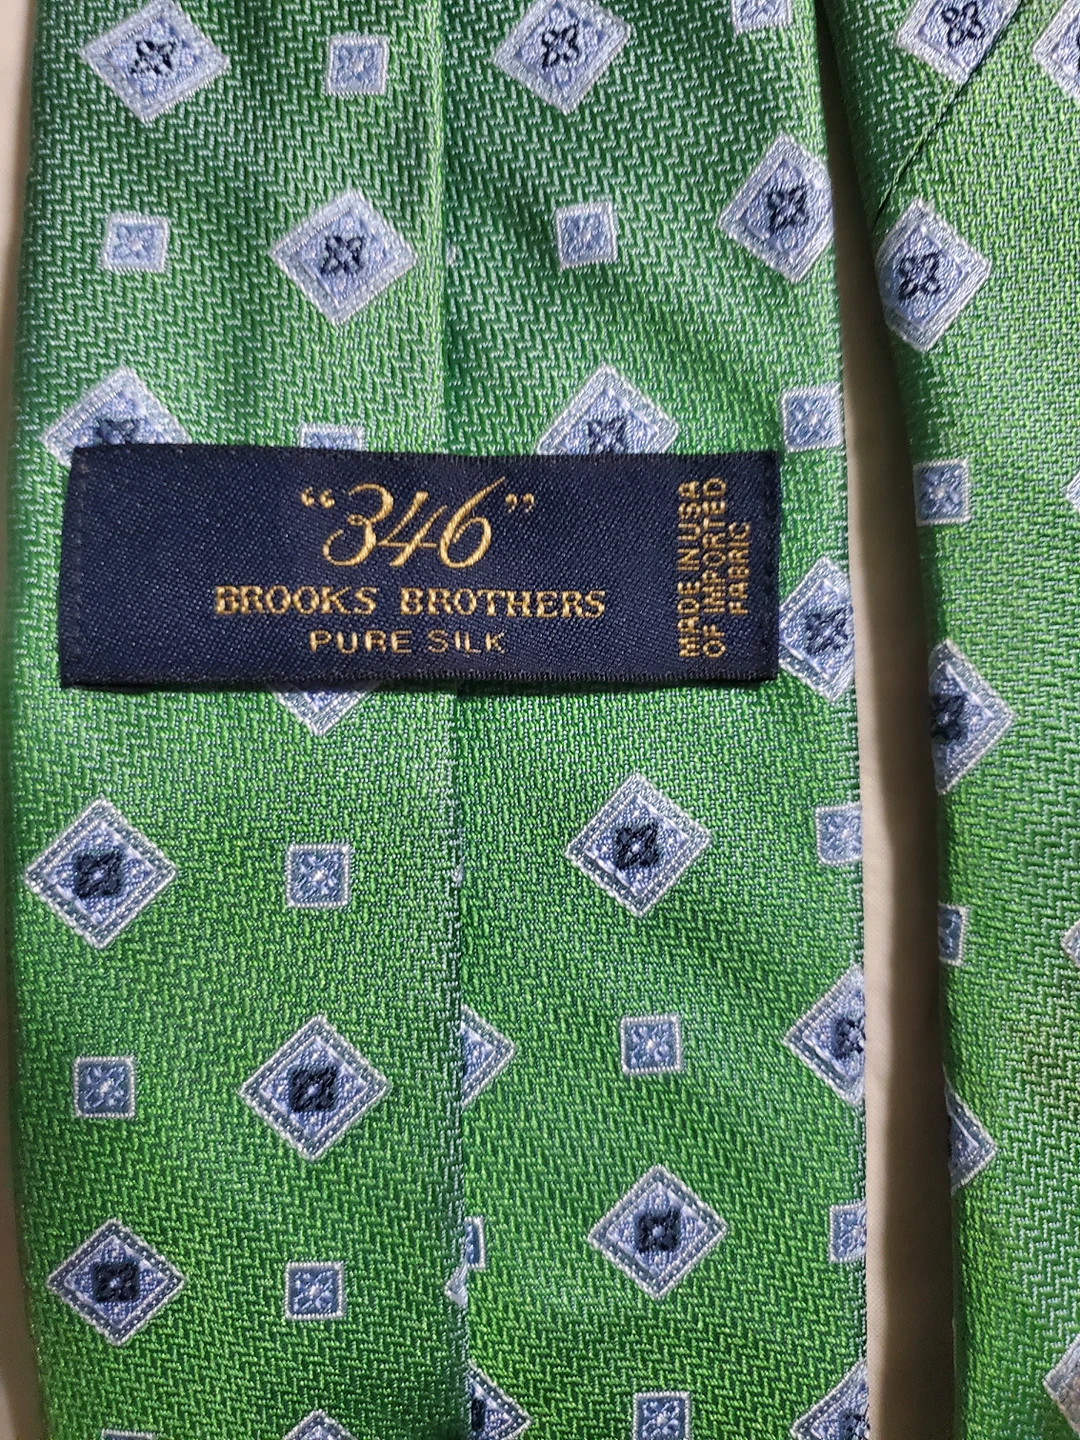 “346”
BROOKS BROTHERS
PURE SILK
MADE IN USA
OF IMPORTED
FABRIC